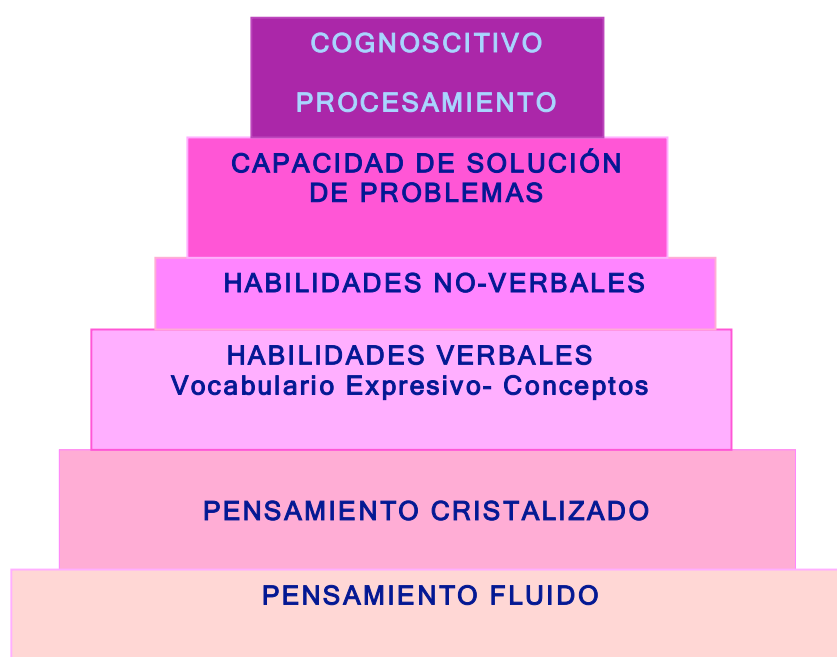 COGNOSCITIVO
PROCESAMIENTO
CAPACIDAD DE SOLUCIÓN
DE PROBLEMAS
HABILIDADES NO-VERBALES
HABILIDADES VERBALES
Vocabulario Expresivo- Conceptos
PENSAMIENTO CRISTALIZADO
PENSAMIENTO FLUIDO